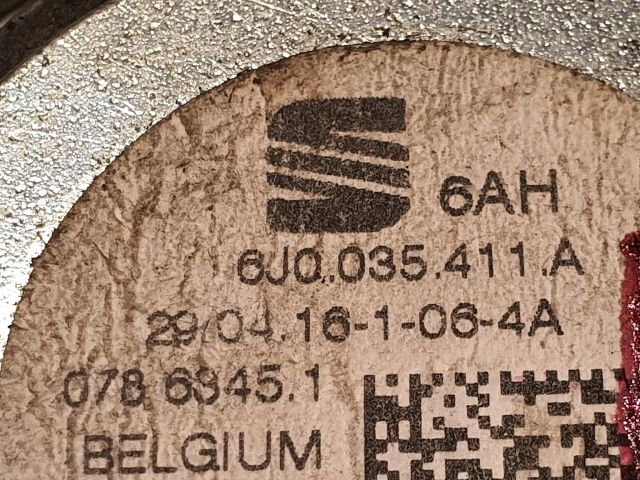 6AH
6J0.035.411.A
29.04.16-1-06-4A
078 6345.1
BELGIUM